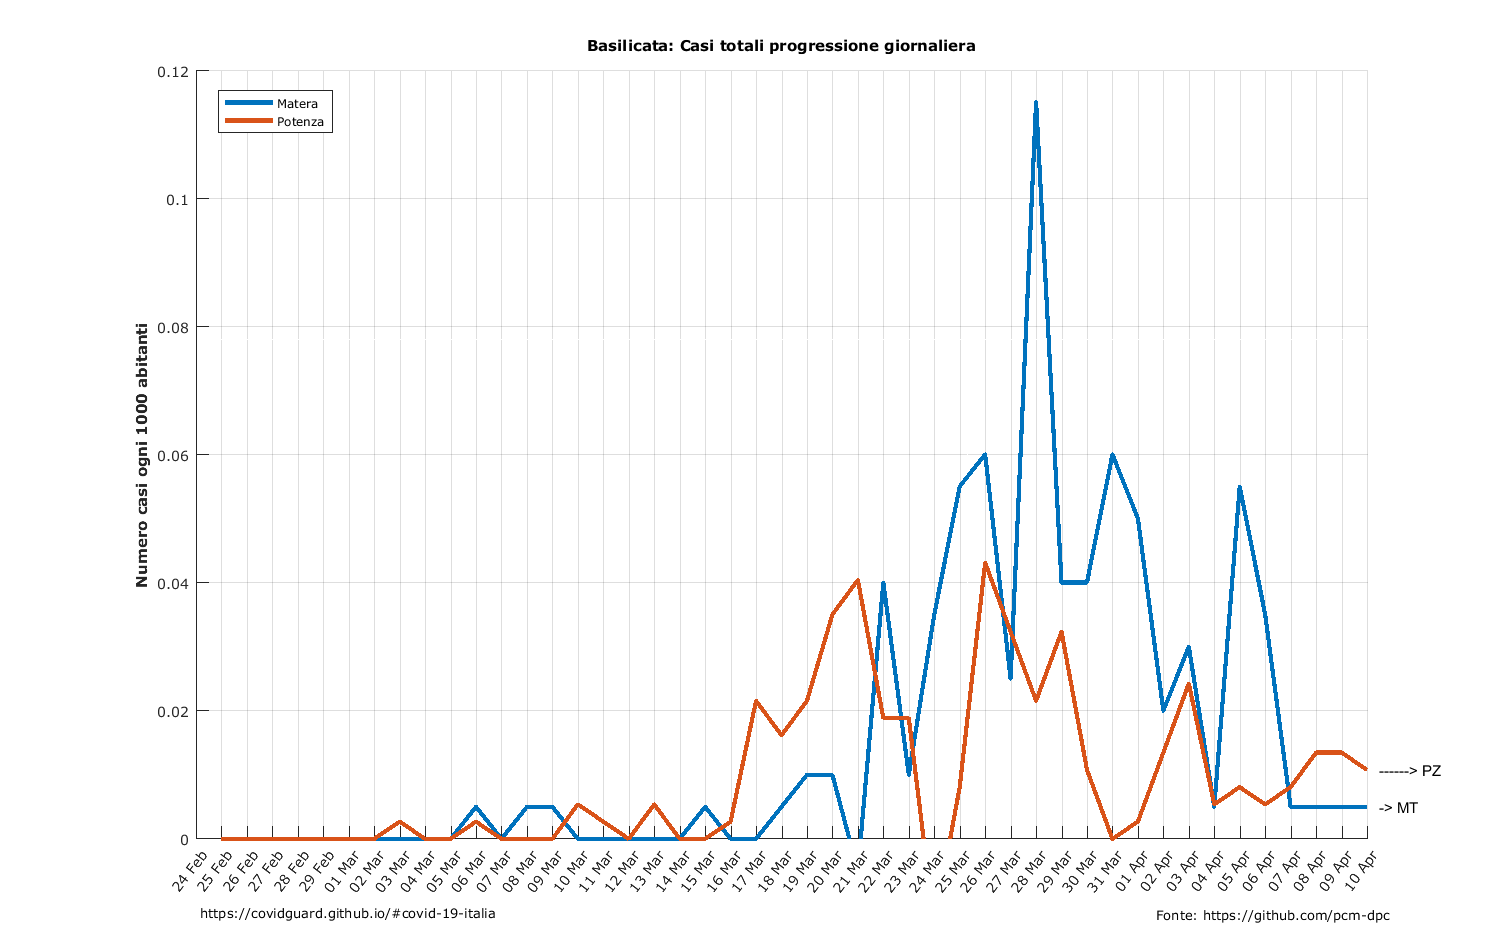 Basilicata: Casi totali progressione giornaliera
Numero casi ogni 1000 abitanti
0.12
0.1
0.08
0.06
0.04
0.02
0
Matera
Potenza
------> PZ
-> MT
24 Feb
25 Feb
26 Feb
27 Feb
28 Feb
29 Feb
01 Mar
02 Mar
03 Mar
04 Mar
05 Mar
06 Mar
07 Mar
08 Mar
09 Mar
10 Mar
11 Mar
12 Mar
13 Mar
14 Mar
15 Mar
16 Mar
17 Mar
18 Mar
19 Mar
20 Mar
21 Mar
22 Mar
23 Mar
24 Mar
25 Mar
26 Mar
27 Mar
28 Mar
29 Mar
30 Mar
31 Mar
01 Apr
02 Apr
03 Apr
04 Apr
05 Apr
06 Apr
07 Apr
08 Apr
09 Apr
10 Apr
https://covidguard.github.io/#covid-19-italia
Fonte: https://github.com/pcm-dpc